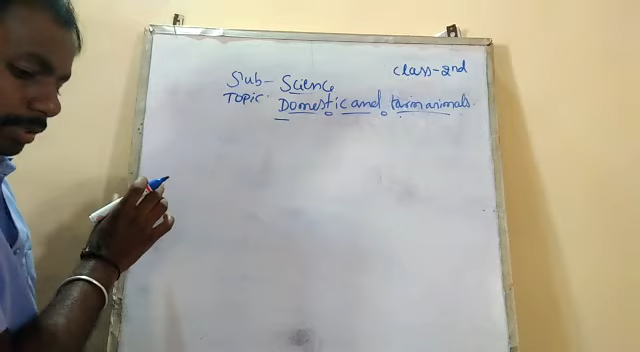 Class-2nd
Sub- Science
Topic: Domestic and farm animals.